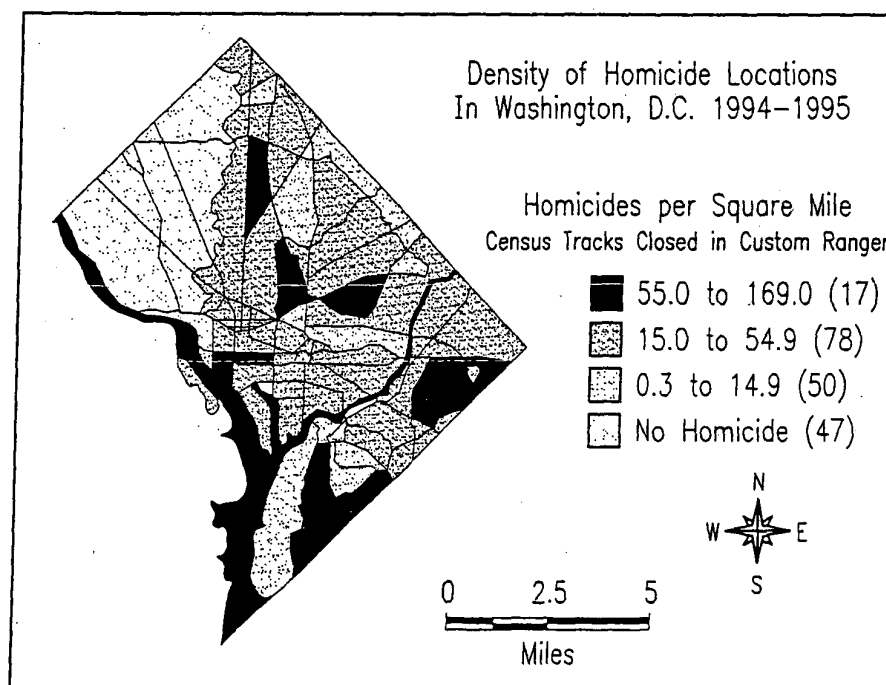 Density of Homicide Locations
In Washington, D.C. 1994-1995
Homicides per Square Mile
Census Tracks Closed in Custom Ranger
55.0 to 169.0 (17)
15.0 to 54.9 (78)
0.3 to 14.9 (50)
No Homicide (47)
N
W E
S
0 2.5 5
Miles